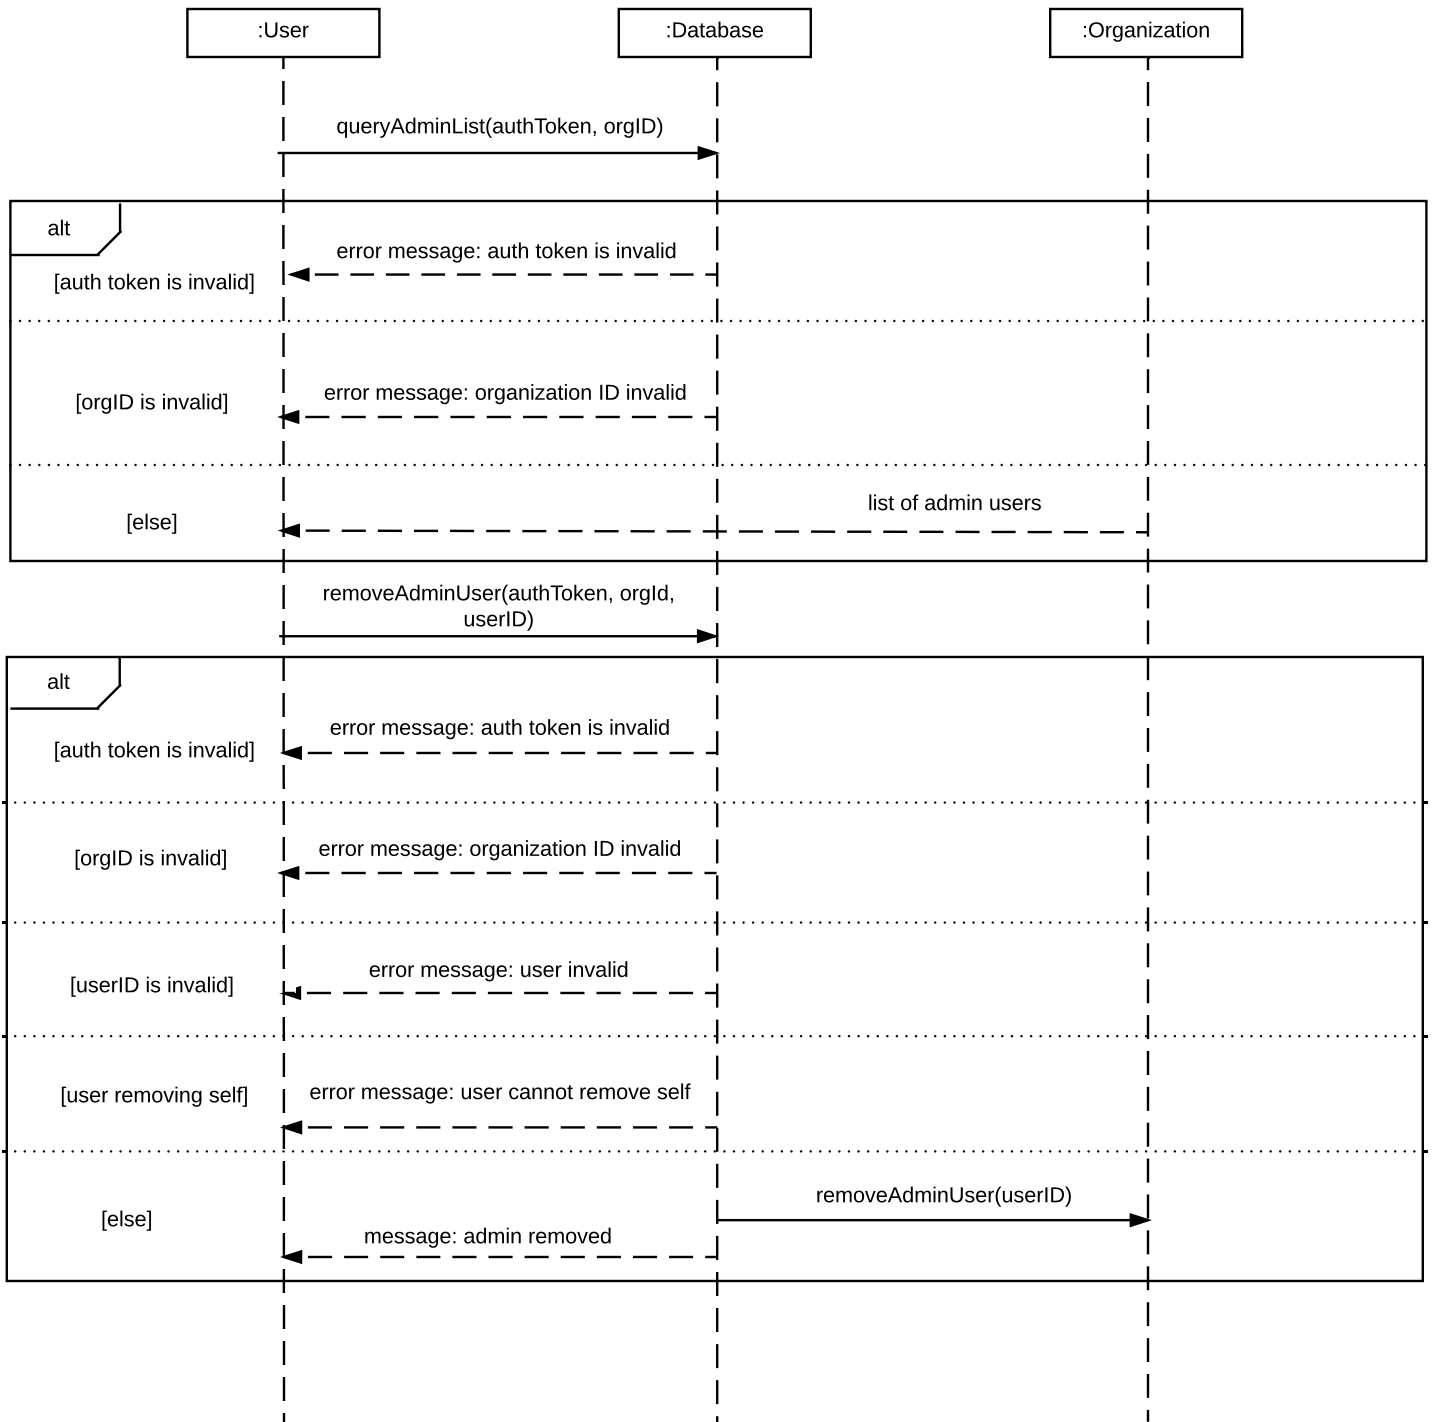 :User
:Database
:Organization
queryAdminList(authToken, orgID)
alt
error message: auth token is invalid
[auth token is invalid]
error message: organization ID invalid
[orgID is invalid]
list of admin users
[else]
removeAdminUser(authToken, orgId,
userID)
alt
error message: auth token is invalid
[auth token is invalid]
error message: organization ID invalid
[orgID is invalid]
error message: user invalid
[userID is invalid]
error message: user cannot remove self
[user removing self]
removeAdminUser(userID)
[else]
message: admin removed